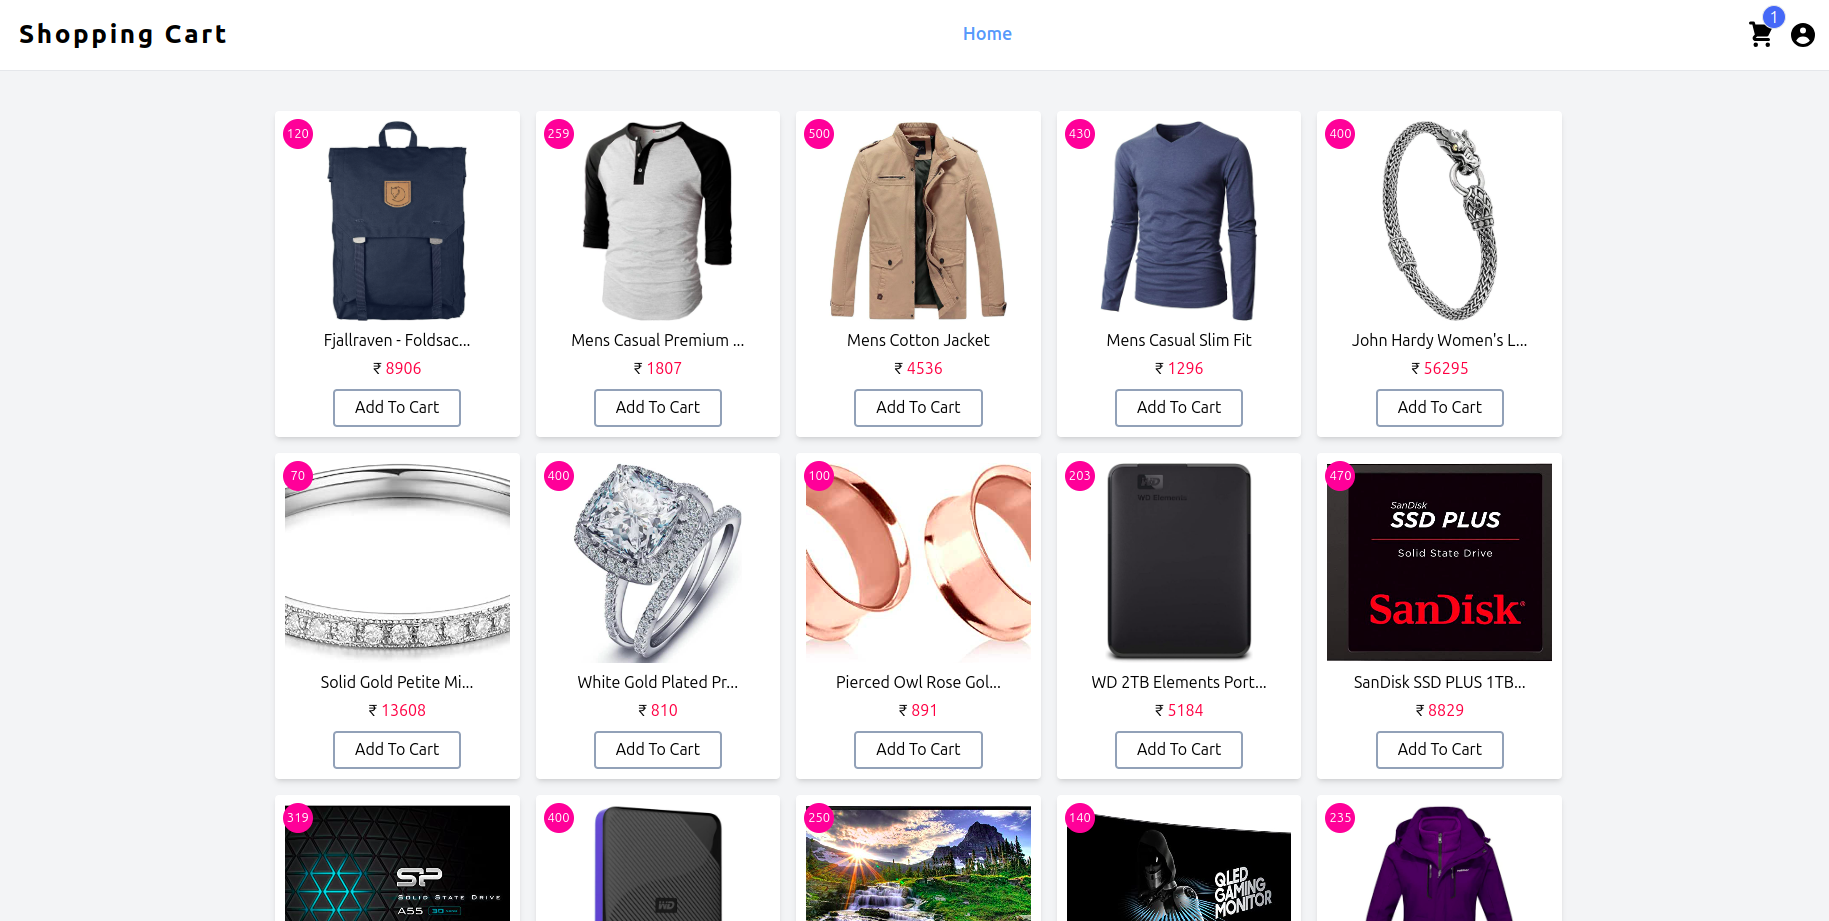 Shopping Cart
Home
1
120
259
500
430
400
Fjallraven - Foldsac...
Mens Casual Premium ...
Mens Cotton Jacket
Mens Casual Slim Fit
John Hardy Women's L...
₹ 8906
₹ 1807
₹ 4536
₹ 1296
₹ 56295
Add To Cart
Add To Cart
Add To Cart
Add To Cart
Add To Cart
70
400
100
203
470
WD
WD Elements
SanDisk
SSD PLUS
Solid State Drive
SanDisk®
Solid Gold Petite Mi...
White Gold Plated Pr...
Pierced Owl Rose Gol...
WD 2TB Elements Port...
SanDisk SSD PLUS 1TB...
₹ 13608
₹ 810
₹ 891
₹ 5184
₹ 8829
Add To Cart
Add To Cart
Add To Cart
Add To Cart
Add To Cart
319
400
250
140
235
SP
SOLID STATE DRIVE
A55
WD
QLED
GAMING
MONITOR